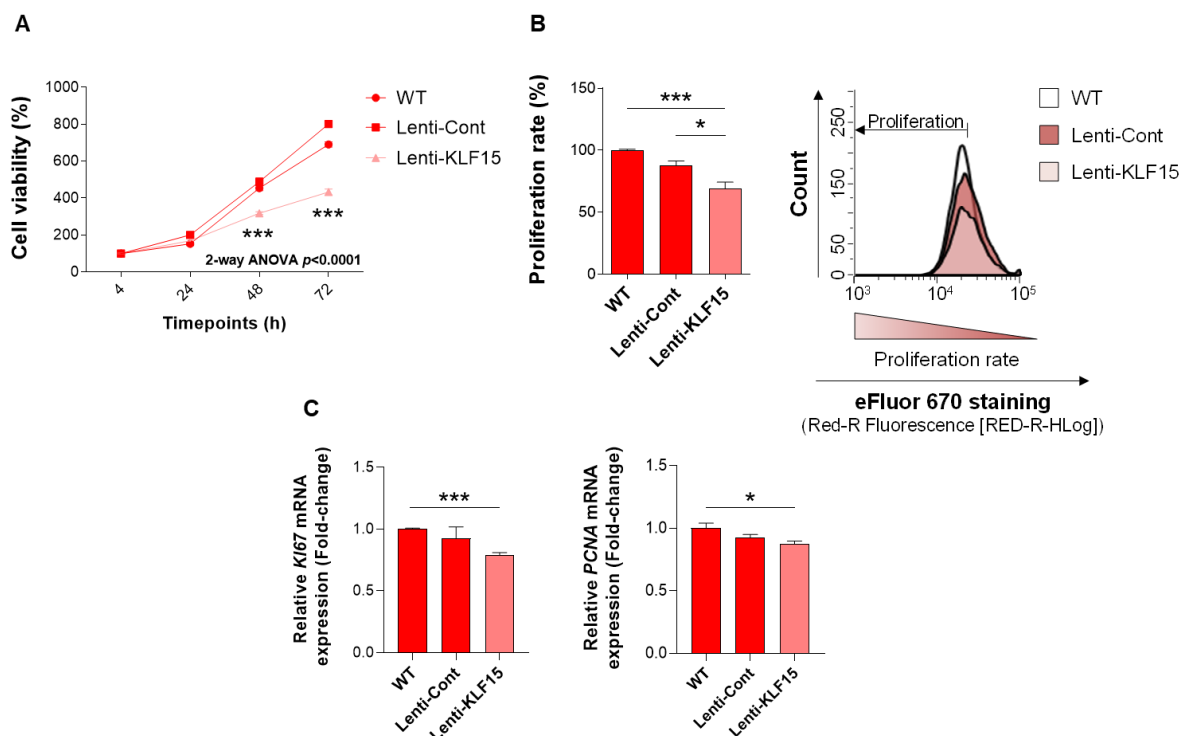 A
Cell viability (%)
1000
800
600
400
200
0
4
24
48
72
Timepoints (h)
***
***
2-way ANOVA p<0.0001
WT
Lenti-Cont
Lenti-KLF15
B
Proliferation rate (%)
150
100
50
0
***
*
WT
Lenti-Cont
Lenti-KLF15
Count
250
150
50
0
Proliferation
10³
10⁴
10⁵
Proliferation rate
eFluor 670 staining
(Red-R Fluorescence [RED-R-HLog])
WT
Lenti-Cont
Lenti-KLF15
C
Relative KI67 mRNA
expression (Fold-change)
1.5
1.0
0.5
0.0
***
WT
Lenti-Cont
Lenti-KLF15
Relative PCNA mRNA
expression (Fold-change)
1.5
1.0
0.5
0.0
*
WT
Lenti-Cont
Lenti-KLF15